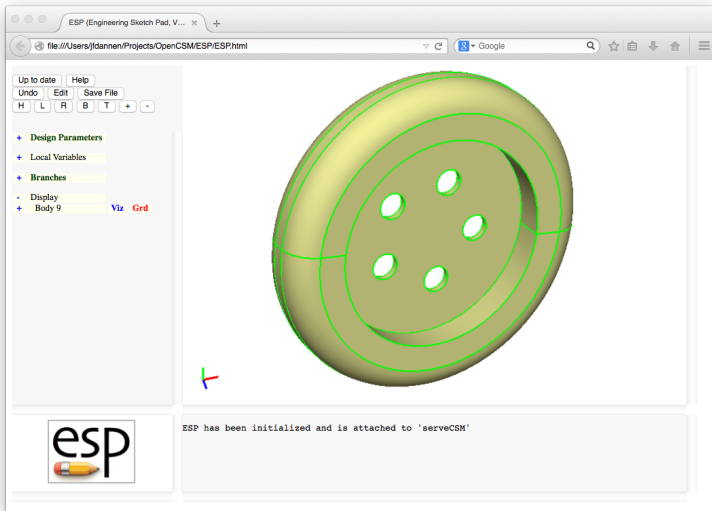 ESP (Engineering Sketch Pad, V... × +
file:///Users/jfdannen/Projects/OpenCSM/ESP/ESP.html Google
Up to date Help
Undo Edit Save File
H L R B T + -
+ Design Parameters
+ Local Variables
+ Branches
- Display
+ Body 9 Viz Grd
esp
ESP has been initialized and is attached to 'serveCSM'